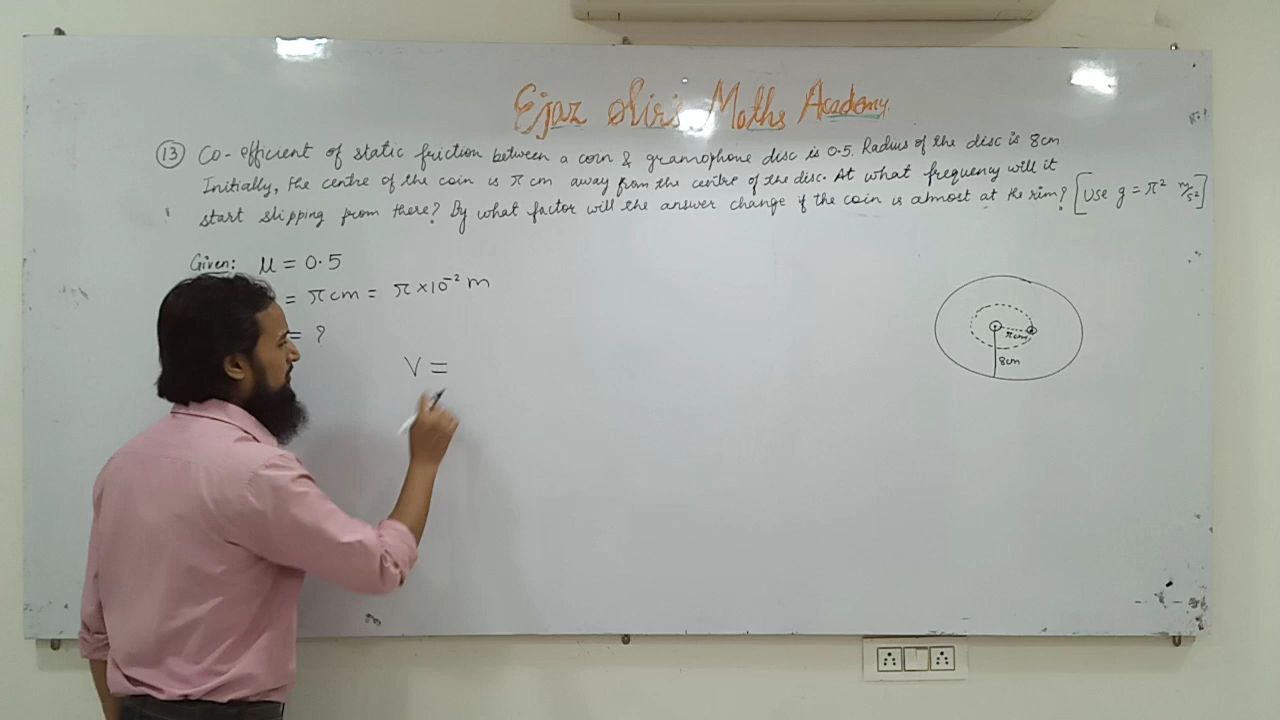 Ejaz Sir's Maths Academy.
(13) Co-efficient of static friction between a coin & gramophone disc is 0.5. Radius of the disc is 8cm
Initially, the centre of the coin is π cm away from the centre of the disc. At what frequency will it
start slipping from there? By what factor will the answer change if the coin is almost at the rim? [Use g = π² m/s²]
Given: μ = 0.5
= π cm = π × 10⁻² m
= ?
V =
π cm
8cm